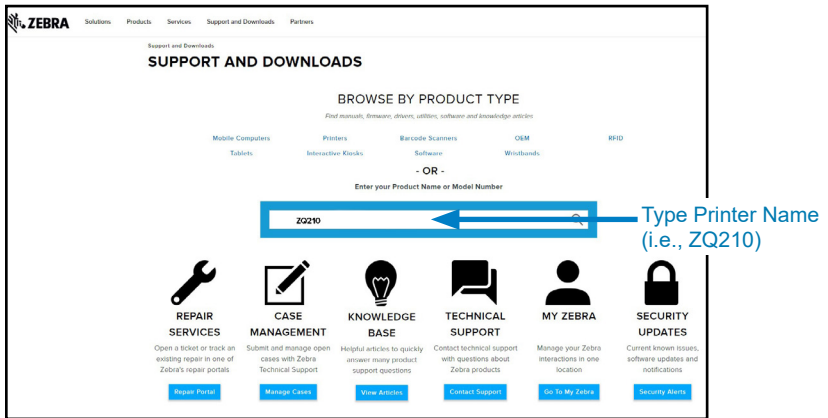 ZEBRA
Solutions Products Services Support and Downloads Partners
Support and Downloads
SUPPORT AND DOWNLOADS
BROWSE BY PRODUCT TYPE
Find manuals, firmware, drivers, utilities, software and knowledge articles
Mobile Computers Printers Barcode Scanners OEM RFID
Tablets Interactive Kiosks Software Wristbands
- OR -
Enter your Product Name or Model Number
ZQ210
Type Printer Name
(i.e., ZQ210)
REPAIR
SERVICES
Open a ticket or track an
existing repair in one of
Zebra's repair portals
Repair Portal
CASE
MANAGEMENT
Submit and manage open
cases with Zebra
Technical Support
Manage Cases
KNOWLEDGE
BASE
Helpful articles to quickly
answer many product
support questions
View Articles
TECHNICAL
SUPPORT
Contact technical support
with questions about
Zebra products
Contact Support
MY ZEBRA
Manage your Zebra
interactions in one
location
Go To My Zebra
SECURITY
UPDATES
Current known issues,
software updates and
notifications
Security Alerts